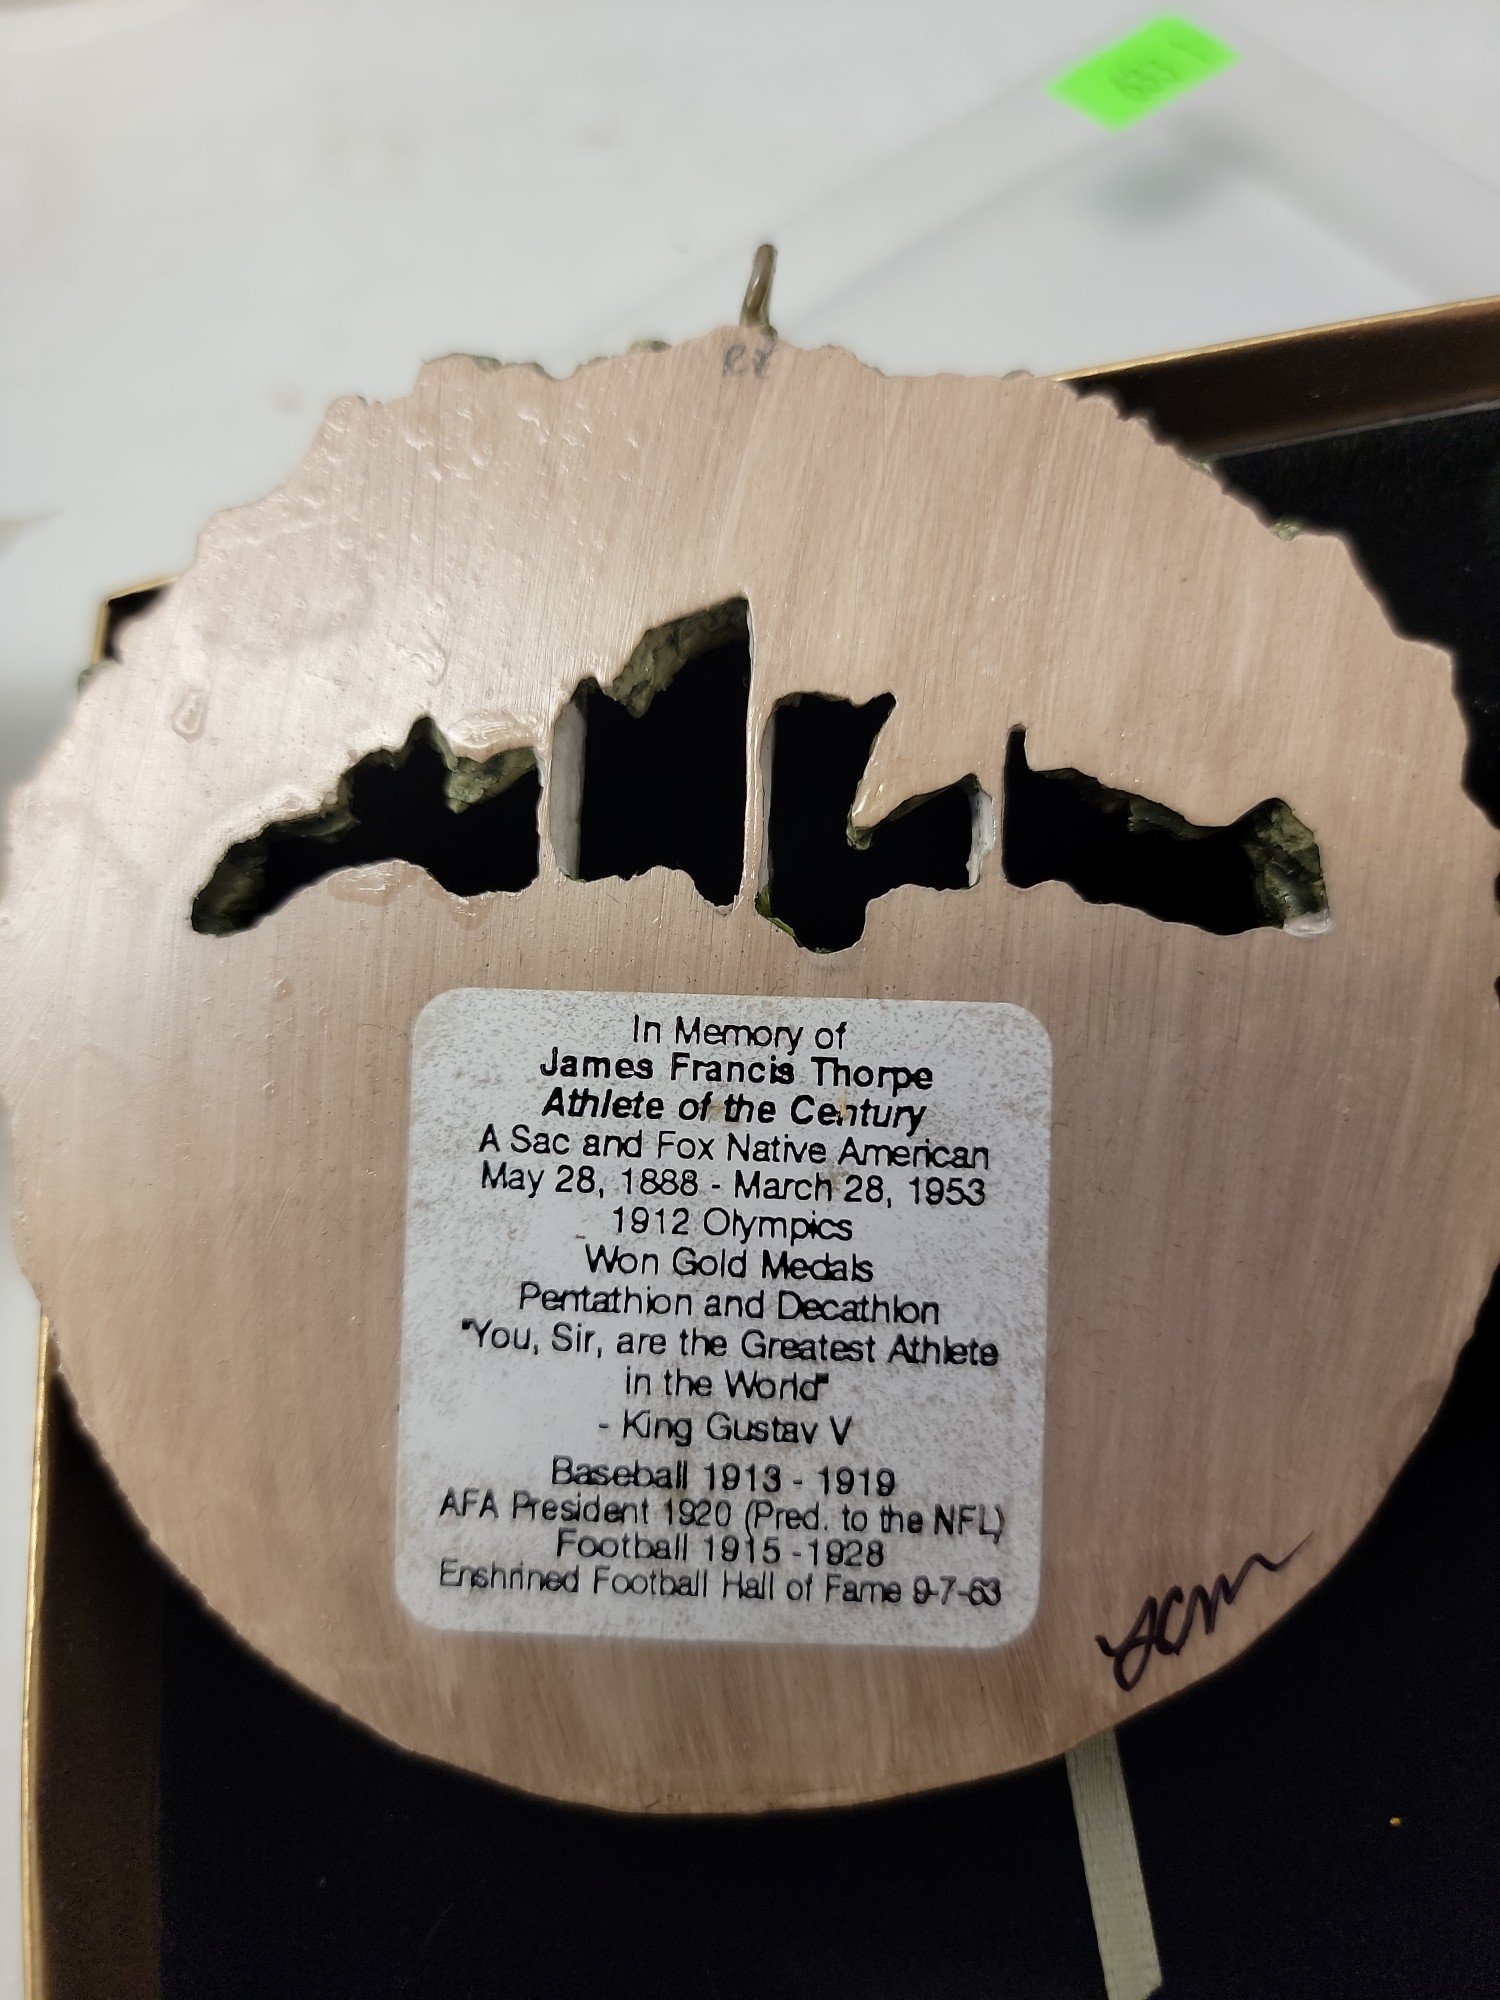 In Memory of
James Francis Thorpe
Athlete of the Century
A Sac and Fox Native American
May 28, 1888 - March 28, 1953
1912 Olympics
Won Gold Medals
Pentathlon and Decathlon
"You, Sir, are the Greatest Athlete
in the World"
- King Gustav V
Baseball 1913 - 1919
AFA President 1920 (Pred. to the NFL)
Football 1915 - 1928
Enshrined Football Hall of Fame 9-7-63